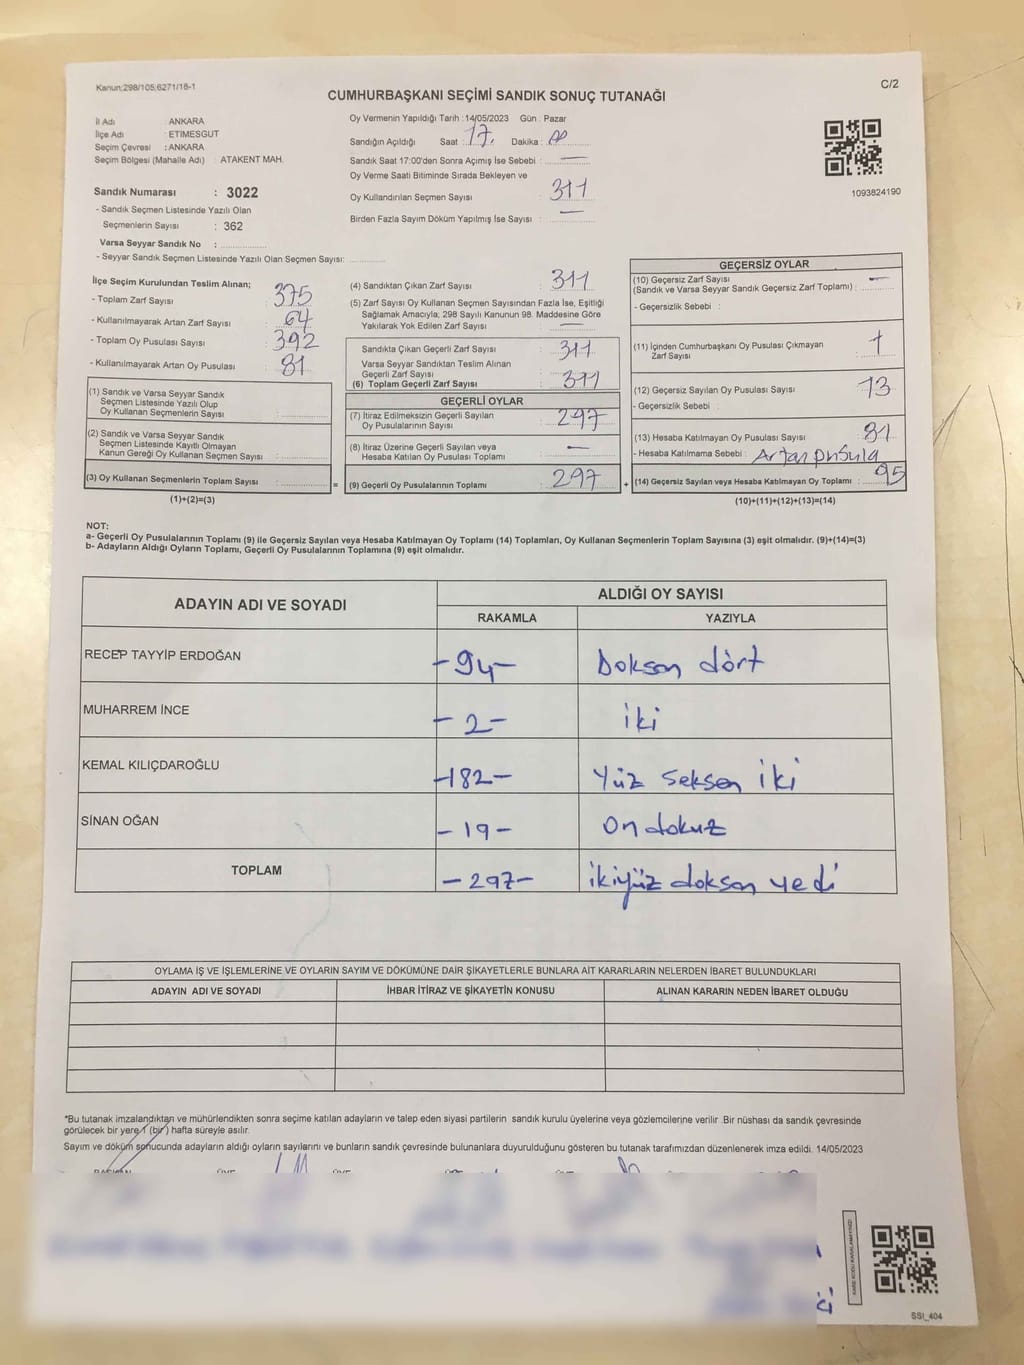 Kanun;298/105;6271/16-1
C/2
CUMHURBAŞKANI SEÇİMİ SANDIK SONUÇ TUTANAĞI
İl Adı : ANKARA
İlçe Adı : ETİMESGUT
Seçim Çevresi : ANKARA
Seçim Bölgesi (Mahalle Adı) : ATAKENT MAH.
Sandık Numarası : 3022
- Sandık Seçmen Listesinde Yazılı Olan
Seçmenlerin Sayısı : 362
Varsa Seyyar Sandık No :
- Seyyar Sandık Seçmen Listesinde Yazılı Olan Seçmen Sayısı:
Oy Vermenin Yapıldığı Tarih :14/05/2023 Gün : Pazar
Sandığın Açıldığı Saat : 17. Dakika : 00
Sandık Saat 17:00'den Sonra Açımış İse Sebebi : —
Oy Verme Saati Bitiminde Sırada Bekleyen ve
Oy Kullandırılan Seçmen Sayısı 311
Birden Fazla Sayım Döküm Yapılmış İse Sayısı : —
1093824190
İlçe Seçim Kurulundan Teslim Alınan;
- Toplam Zarf Sayısı : 375
- Kullanılmayarak Artan Zarf Sayısı : 64
- Toplam Oy Pusulası Sayısı : 392
- Kullanılmayarak Artan Oy Pusulası : 81
(1) Sandık ve Varsa Seyyar Sandık
Seçmen Listesinde Yazılı Olup
Oy Kullanan Seçmenlerin Sayısı :
(2) Sandık ve Varsa Seyyar Sandık
Seçmen Listesinde Kayıtlı Olmayan
Kanun Gereği Oy Kullanan Seçmen Sayısı :
(3) Oy Kullanan Seçmenlerin Toplam Sayısı :
(1)+(2)=(3)
(4) Sandıktan Çıkan Zarf Sayısı : 311
(5) Zarf Sayısı Oy Kullanan Seçmen Sayısından Fazla İse, Eşitliği
Sağlamak Amacıyla; 298 Sayılı Kanunun 98. Maddesine Göre
Yakılarak Yok Edilen Zarf Sayısı : —
Sandıkta Çıkan Geçerli Zarf Sayısı : 311
Varsa Seyyar Sandıktan Teslim Alınan
Geçerli Zarf Sayısı :
(6) Toplam Geçerli Zarf Sayısı : 311
GEÇERLİ OYLAR
(7) İtiraz Edilmeksizin Geçerli Sayılan
Oy Pusulalarının Sayısı : 297
(8) İtiraz Üzerine Geçerli Sayılan veya
Hesaba Katılan Oy Pusulası Toplamı : —
= (9) Geçerli Oy Pusulalarının Toplamı : 297 +
GEÇERSİZ OYLAR
(10) Geçersiz Zarf Sayısı —
(Sandık ve Varsa Seyyar Sandık Geçersiz Zarf Toplamı) :
- Geçersizlik Sebebi :
(11) İçinden Cumhurbaşkanı Oy Pusulası Çıkmayan
Zarf Sayısı : 1
(12) Geçersiz Sayılan Oy Pusulası Sayısı : 13
- Geçersizlik Sebebi :
(13) Hesaba Katılmayan Oy Pusulası Sayısı : 81
- Hesaba Katılmama Sebebi : Artan pusula
(14) Geçersiz Sayılan veya Hesaba Katılmayan Oy Toplamı : 95
(10)+(11)+(12)+(13)=(14)
NOT:
a- Geçerli Oy Pusulalarının Toplamı (9) ile Geçersiz Sayılan veya Hesaba Katılmayan Oy Toplamı (14) Toplamları, Oy Kullanan Seçmenlerin Toplam Sayısına (3) eşit olmalıdır. (9)+(14)=(3)
b- Adayların Aldığı Oyların Toplamı, Geçerli Oy Pusulalarının Toplamına (9) eşit olmalıdır.
ADAYIN ADI VE SOYADI
ALDIĞI OY SAYISI
RAKAMLA YAZIYLA
RECEP TAYYİP ERDOĞAN -94- Doksan dört
MUHARREM İNCE -2- iki
KEMAL KILIÇDAROĞLU -182- Yüz seksen iki
SİNAN OĞAN -19- On dokuz
TOPLAM -297- ikiyüz doksan yedi
OYLAMA İŞ VE İŞLEMLERİNE VE OYLARIN SAYIM VE DÖKÜMÜNE DAİR ŞİKAYETLERLE BUNLARA AİT KARARLARIN NELERDEN İBARET BULUNDUKLARI
ADAYIN ADI VE SOYADI İHBAR İTİRAZ VE ŞİKAYETİN KONUSU ALINAN KARARIN NEDEN İBARET OLDUĞU
*Bu tutanak imzalandıktan ve mühürlendikten sonra seçime katılan adayların ve talep eden siyasi partilerin sandık kurulu üyelerine veya gözlemcilerine verilir. Bir nüshası da sandık çevresinde
görülecek bir yere 1 (bir) hafta süreyle asılır.
Sayım ve döküm sonucunda adayların aldığı oyların sayılarını ve bunların sandık çevresinde bulunanlara duyurulduğunu gösteren bu tutanak tarafımızdan düzenlenerek imza edildi. 14/05/2023
SSI_404